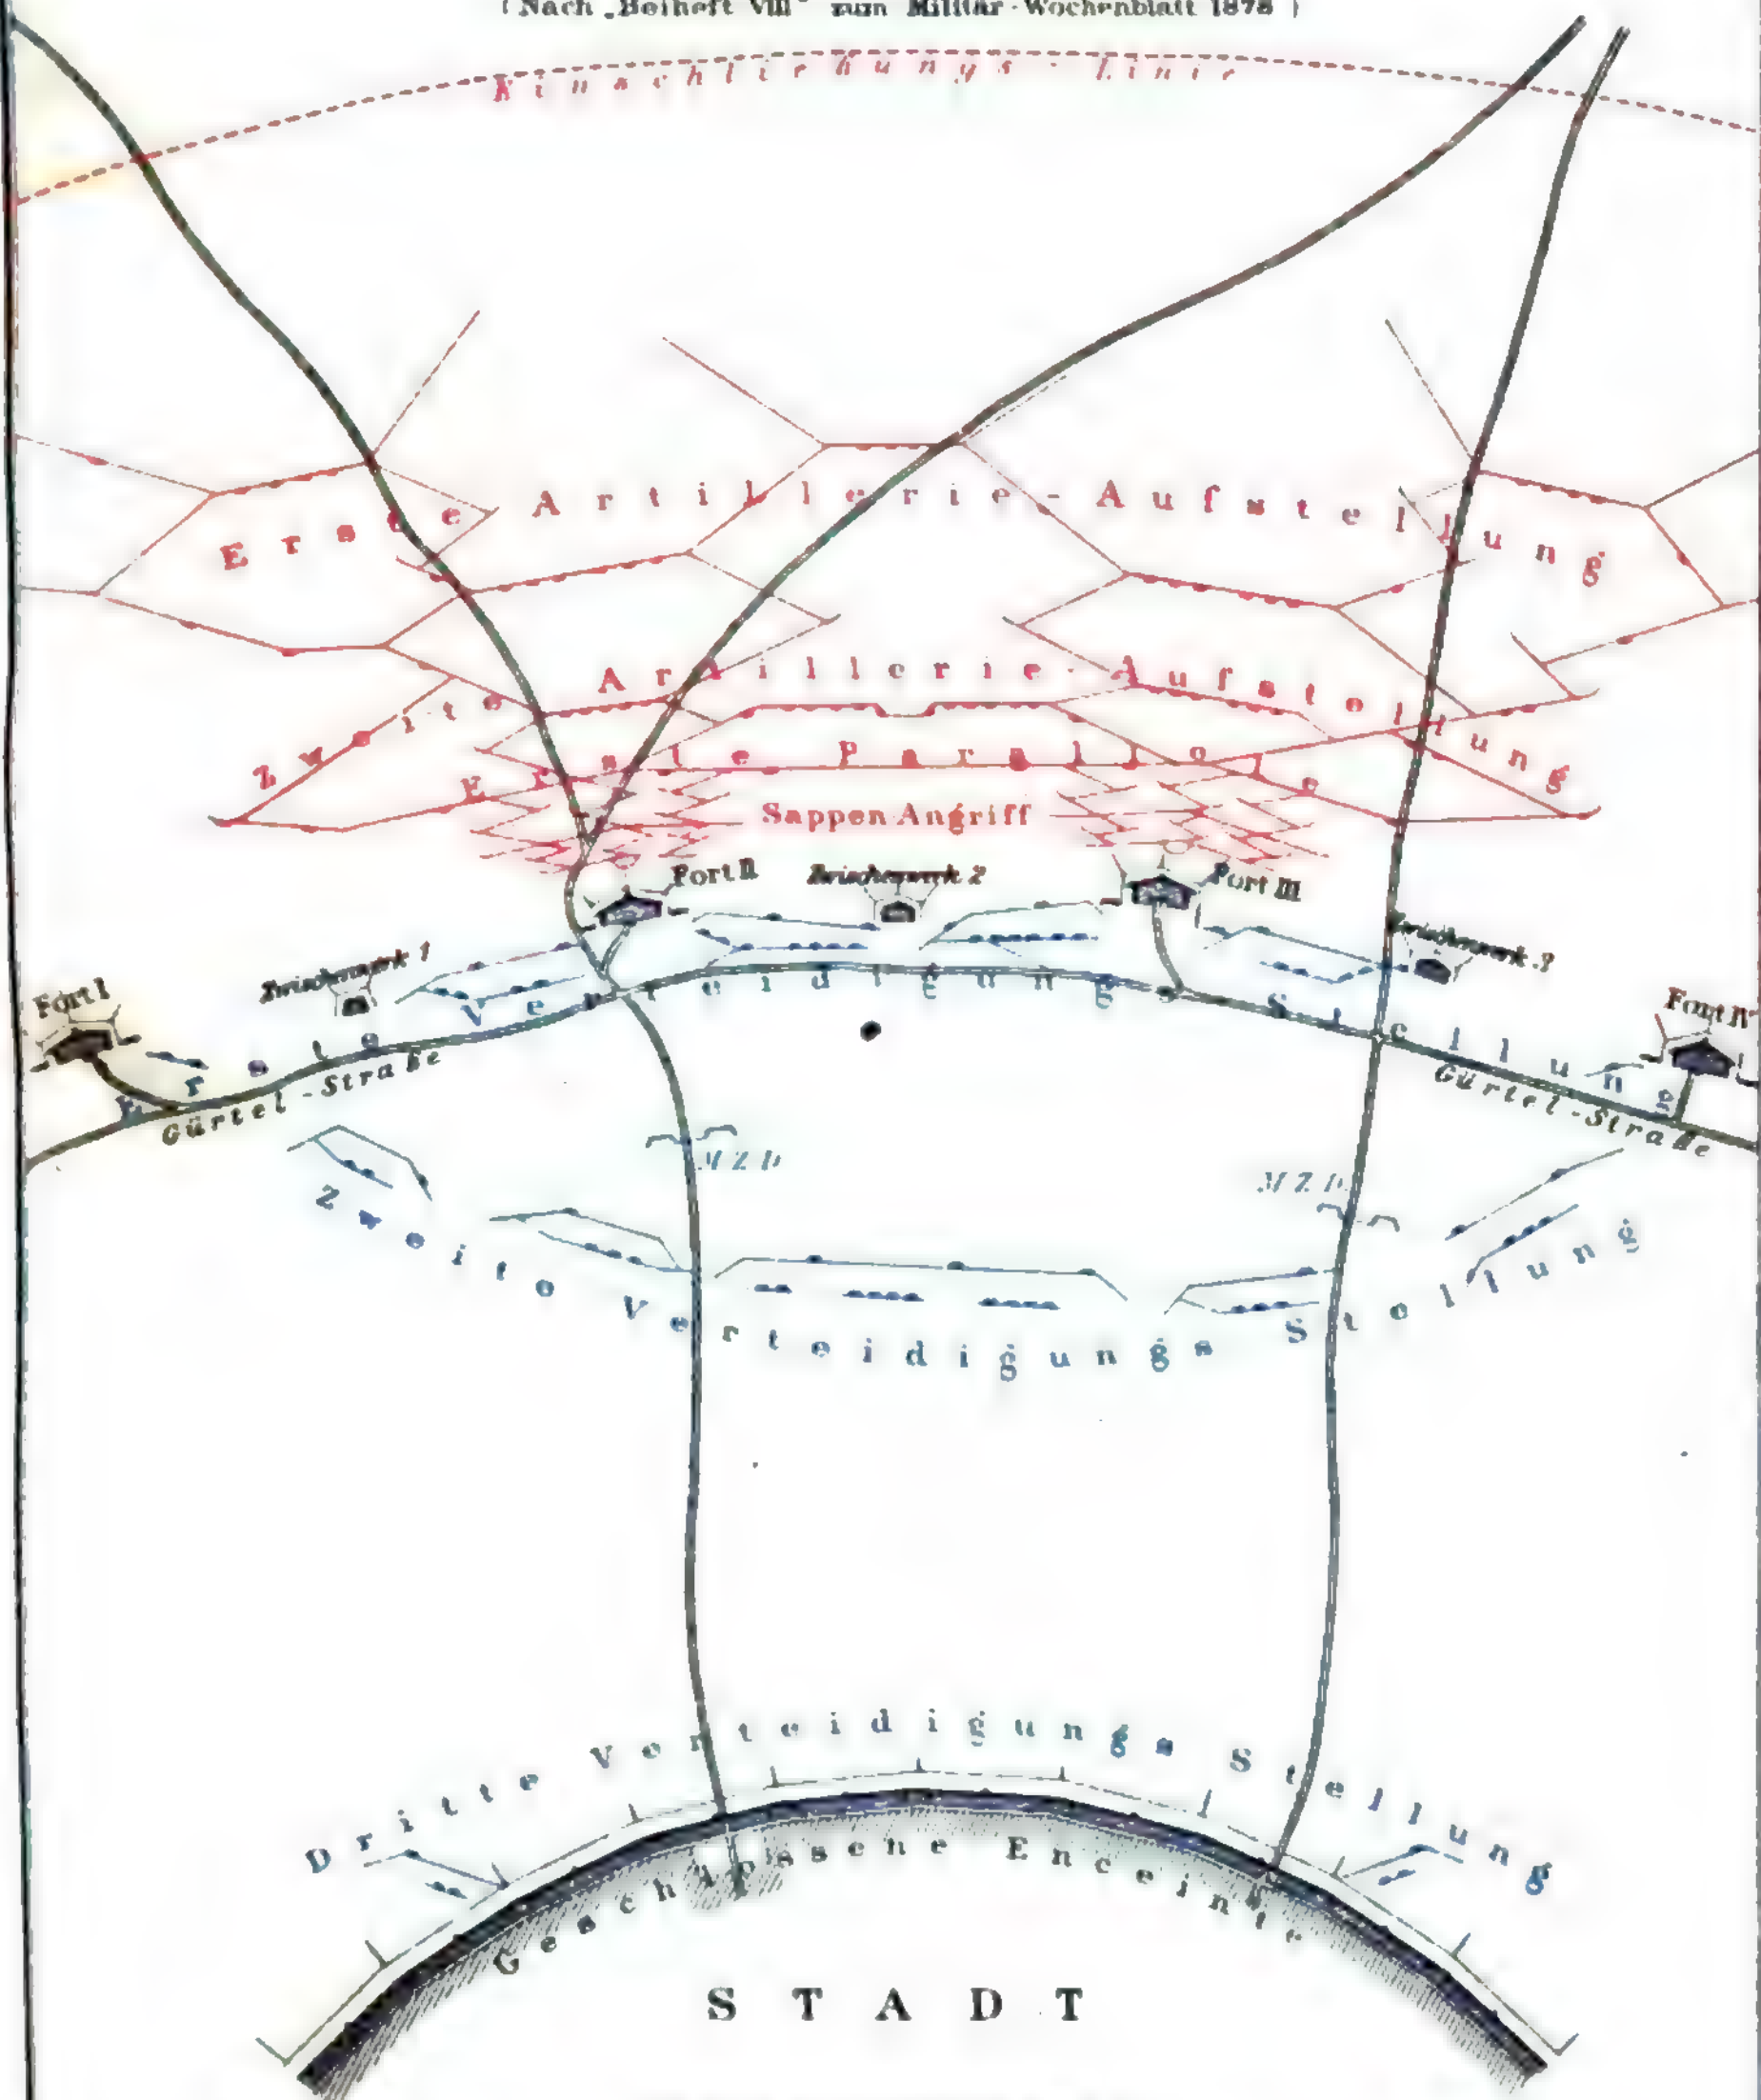 (Nach „Beiheft VIII“ zum Militär-Wochenblatt 1878)
Einschließungs-Linie
Erste Artillerie-Aufstellung
Zweite Artillerie-Aufstellung
Erste Parallele
Sappen Angriff
Fort II
Zwischenwerk 2
Fort III
Zwischenwerk 1
Zwischenwerk 3
Fort I
Fort IV
Erste Verteidigungs Stellung
Gürtel-Straße
Gürtel-Straße
MZD
MZD
Zweite Verteidigungs Stellung
Dritte Verteidigungs Stellung
Geschlossene Enceinte
STADT